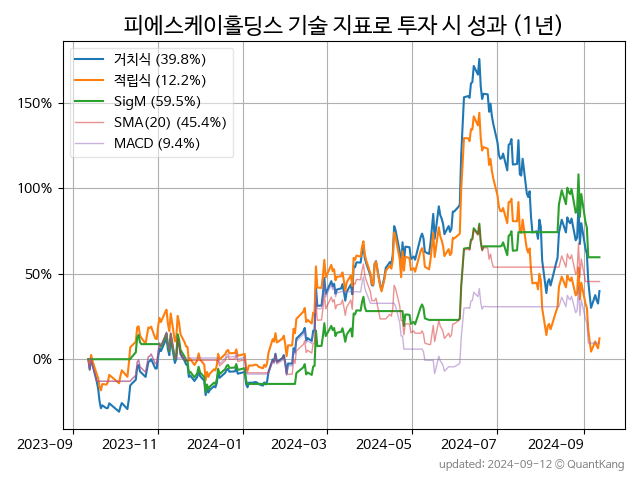 피에스케이홀딩스 기술 지표로 투자 시 성과 (1년)
거치식 (39.8%)
적립식 (12.2%)
SigM (59.5%)
SMA(20) (45.4%)
MACD (9.4%)
150%
100%
50%
0%
2023-09 2023-11 2024-01 2024-03 2024-05 2024-07 2024-09
updated: 2024-09-12 @ QuantKang